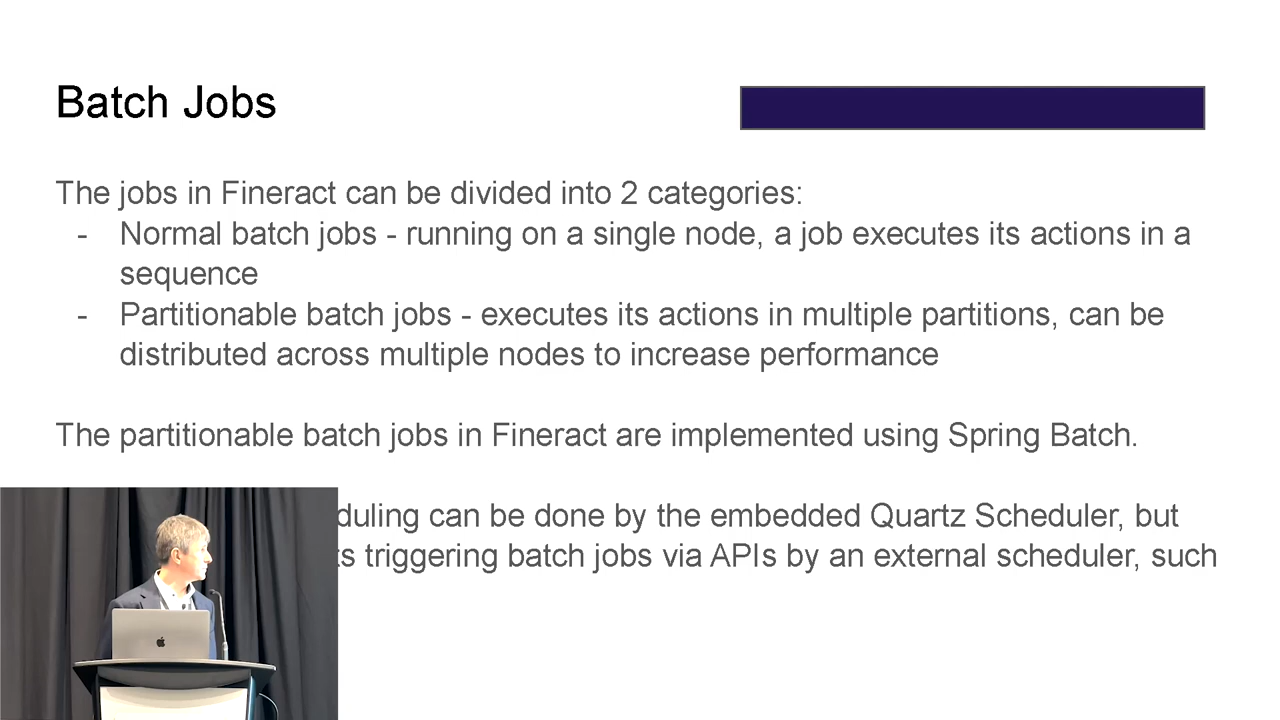 Batch Jobs
The jobs in Fineract can be divided into 2 categories:
- Normal batch jobs - running on a single node, a job executes its actions in a
sequence
- Partitionable batch jobs - executes its actions in multiple partitions, can be
distributed across multiple nodes to increase performance
The partitionable batch jobs in Fineract are implemented using Spring Batch.
duling can be done by the embedded Quartz Scheduler, but
ts triggering batch jobs via APIs by an external scheduler, such